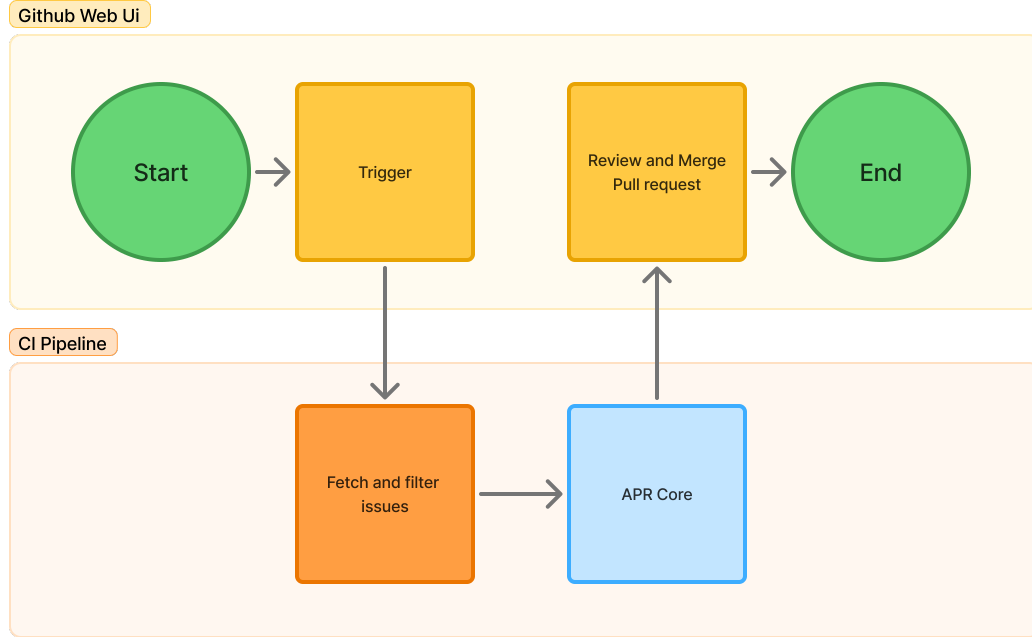 Github Web Ui
Start
Trigger
Review and Merge
Pull request
End
CI Pipeline
Fetch and filter
issues
APR Core